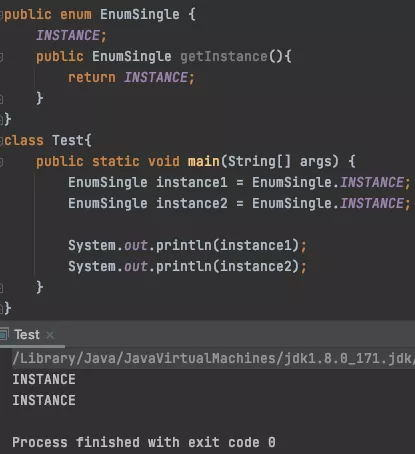 public enum EnumSingle {
    INSTANCE;
    public EnumSingle getInstance(){
        return INSTANCE;
    }
}
class Test{
    public static void main(String[] args) {
        EnumSingle instance1 = EnumSingle.INSTANCE;
        EnumSingle instance2 = EnumSingle.INSTANCE;

        System.out.println(instance1);
        System.out.println(instance2);
    }
}
Test ×
/Library/Java/JavaVirtualMachines/jdk1.8.0_171.jdk/
INSTANCE
INSTANCE

Process finished with exit code 0